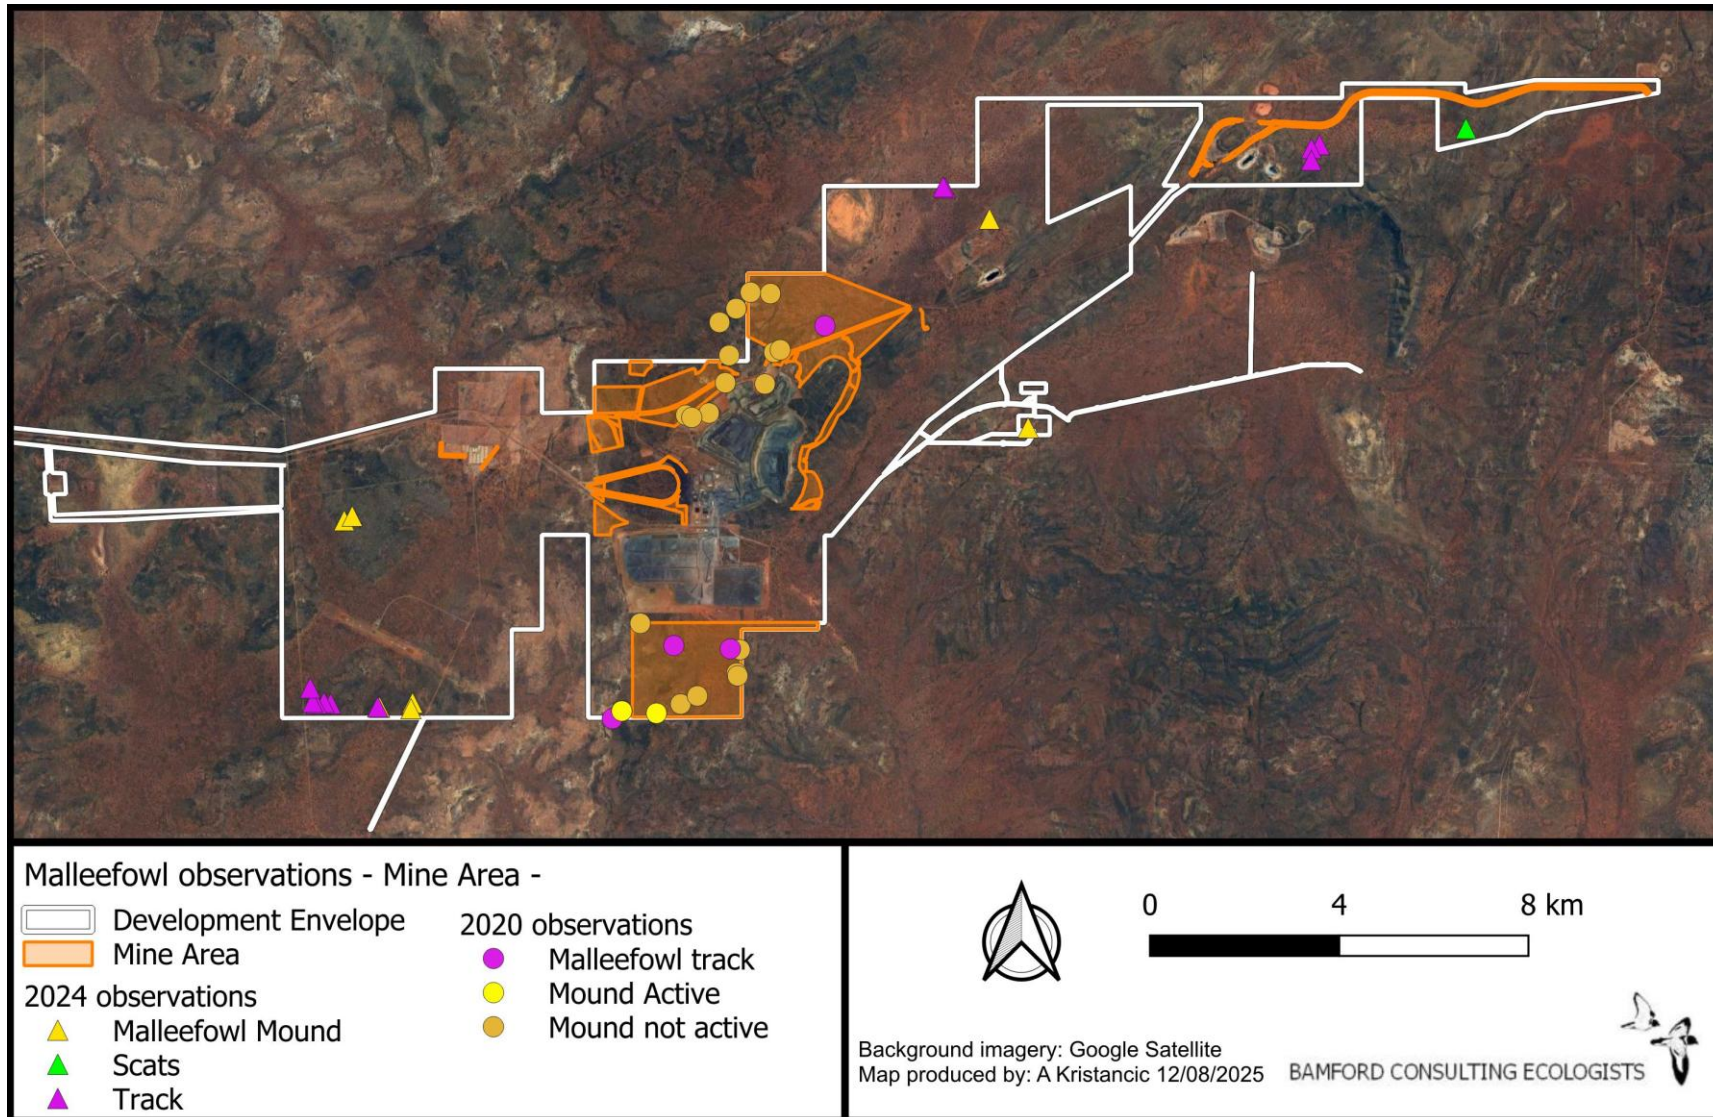 Malleefowl observations - Mine Area -
Development Envelope
Mine Area
2024 observations
Malleefowl Mound
Scats
Track
2020 observations
Malleefowl track
Mound Active
Mound not active
0 4 8 km
Background imagery: Google Satellite
Map produced by: A Kristancic 12/08/2025
BAMFORD CONSULTING ECOLOGISTS